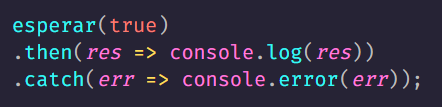 esperar(true)
.then(res => console.log(res))
.catch(err => console.error(err));